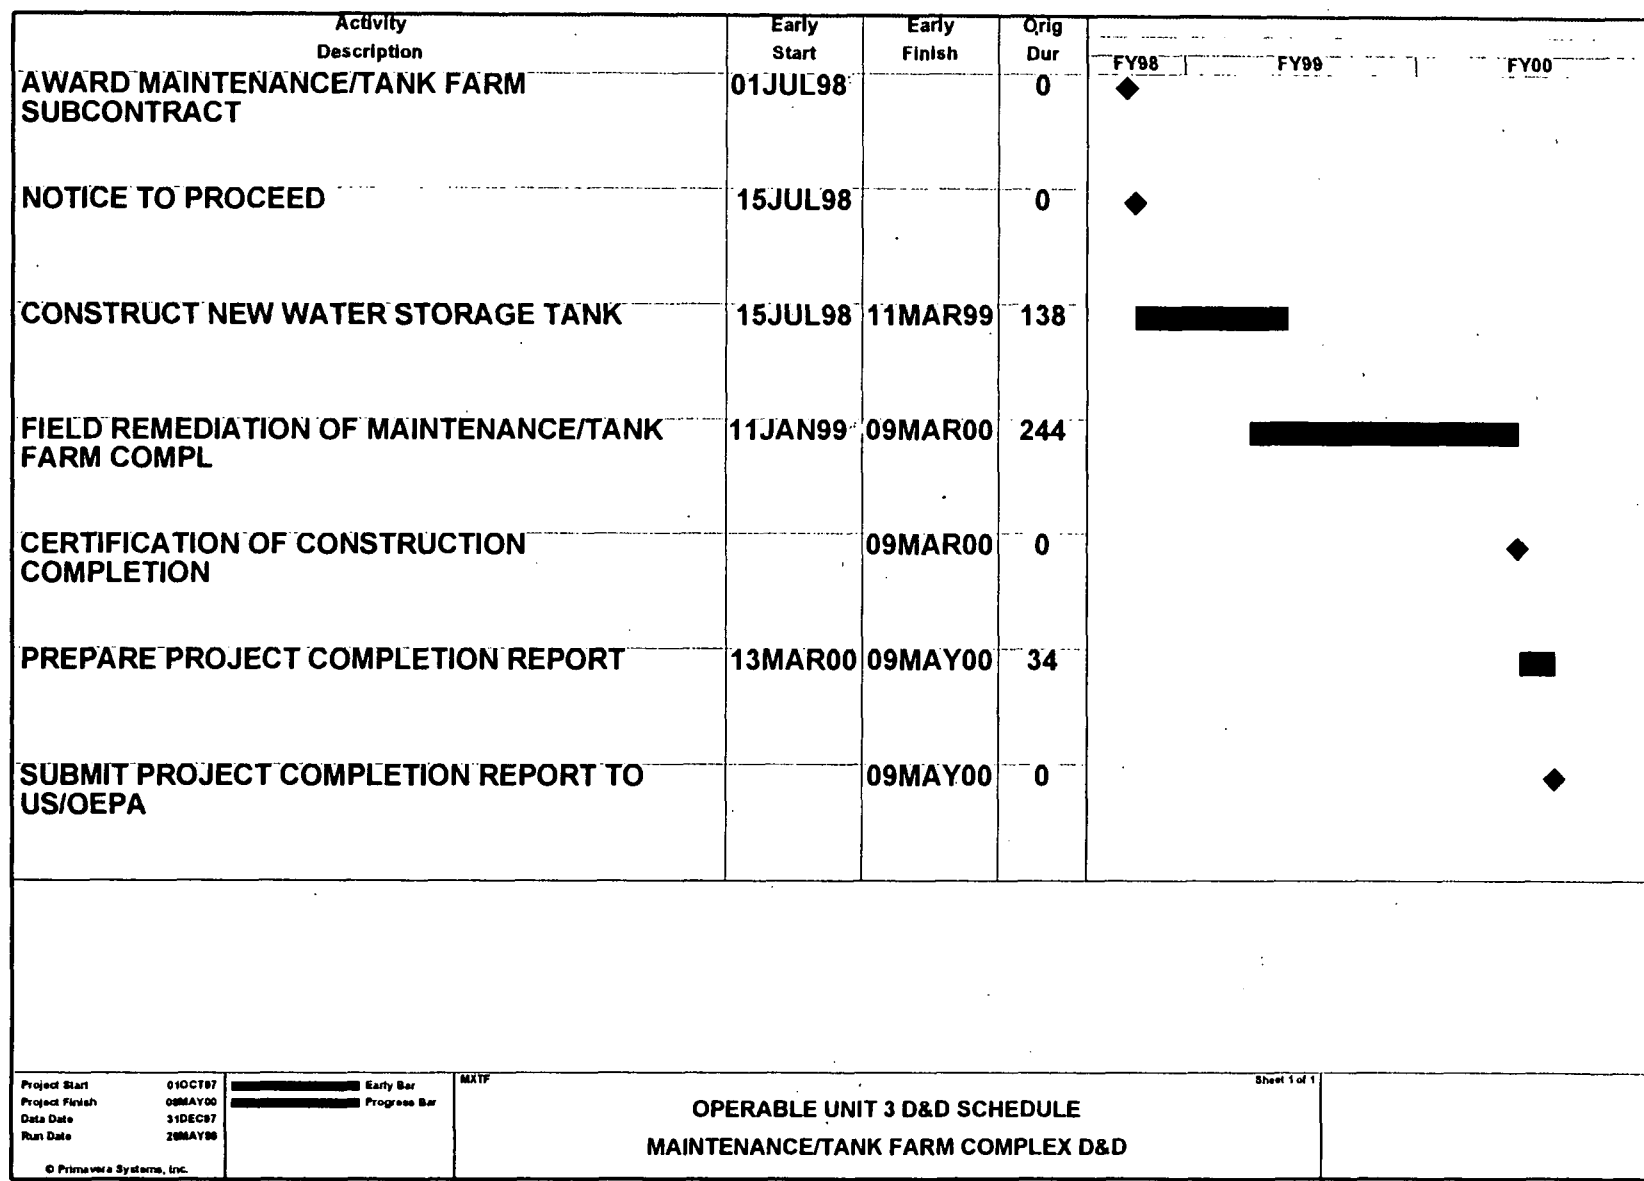 Activity Description Early Start Early Finish Orig Dur
FY98 FY99 FY00
AWARD MAINTENANCE/TANK FARM 01JUL98 0
SUBCONTRACT
NOTICE TO PROCEED 15JUL98 0
CONSTRUCT NEW WATER STORAGE TANK 15JUL98 11MAR99 138
FIELD REMEDIATION OF MAINTENANCE/TANK 11JAN99 09MAR00 244
FARM COMPL
CERTIFICATION OF CONSTRUCTION 09MAR00 0
COMPLETION
PREPARE PROJECT COMPLETION REPORT 13MAR00 09MAY00 34
SUBMIT PROJECT COMPLETION REPORT TO 09MAY00 0
US/OEPA
Project Start 01OCT97
Project Finish 09MAY00
Data Date 31DEC97
Run Date
© Primavera Systems, Inc.
Early Bar
Progress Bar
MXTF
Sheet 1 of 1
OPERABLE UNIT 3 D&D SCHEDULE
MAINTENANCE/TANK FARM COMPLEX D&D